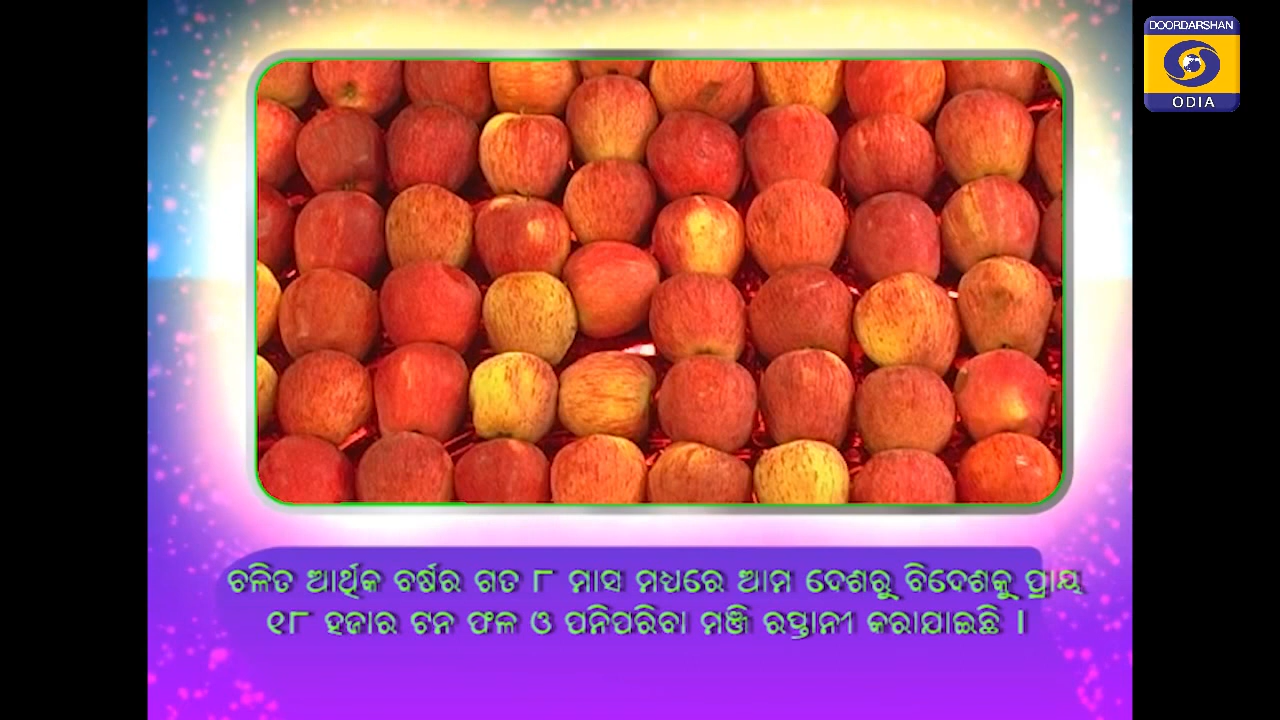 DOORDARSHAN
ODIA
ଚଳିତ ଆର୍ଥିକ ବର୍ଷର ଗତ ୮ ମାସ ମଧ୍ୟରେ ଆମ ଦେଶରୁ ବିଦେଶକୁ ପ୍ରାୟ
୧୮ ହଜାର ଟନ ଫଳ ଓ ପନିପରିବା ମଞ୍ଜି ରପ୍ତାନୀ କରାଯାଇଛି ।